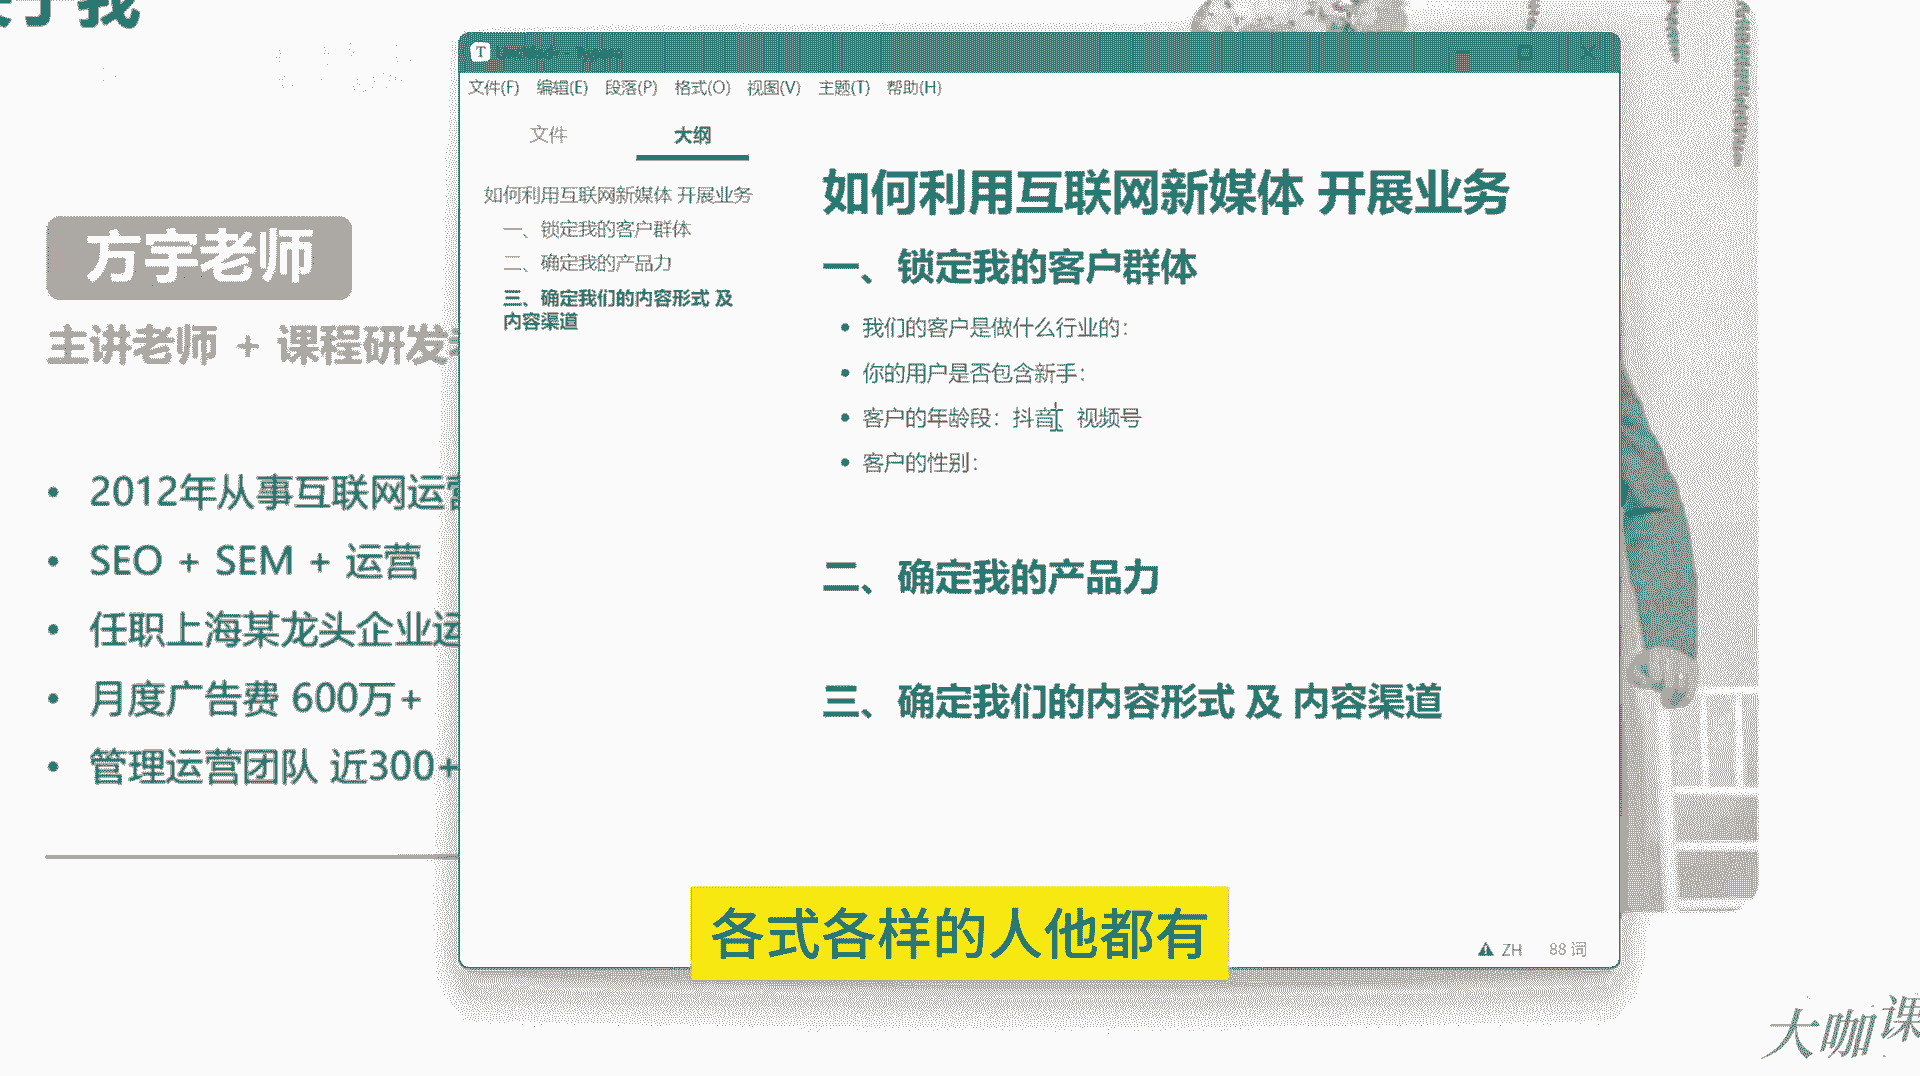 于我
方宇老师
主讲老师 + 课程研发
• 2012年从事互联网运营
• SEO + SEM + 运营
• 任职上海某龙头企业运
• 月度广告费 600万+
• 管理运营团队 近300+
文件(F) 编辑(E) 段落(P) 格式(O) 视图(V) 主题(T) 帮助(H)
文件 大纲
如何利用互联网新媒体 开展业务
一、锁定我的客户群体
二、确定我的产品力
三、确定我们的内容形式 及
内容渠道
如何利用互联网新媒体 开展业务
一、锁定我的客户群体
• 我们的客户是做什么行业的：
• 你的用户是否包含新手：
• 客户的年龄段：抖音 视频号
• 客户的性别：
二、确定我的产品力
三、确定我们的内容形式 及 内容渠道
各式各样的人他都有
ZH 88 词
大咖课